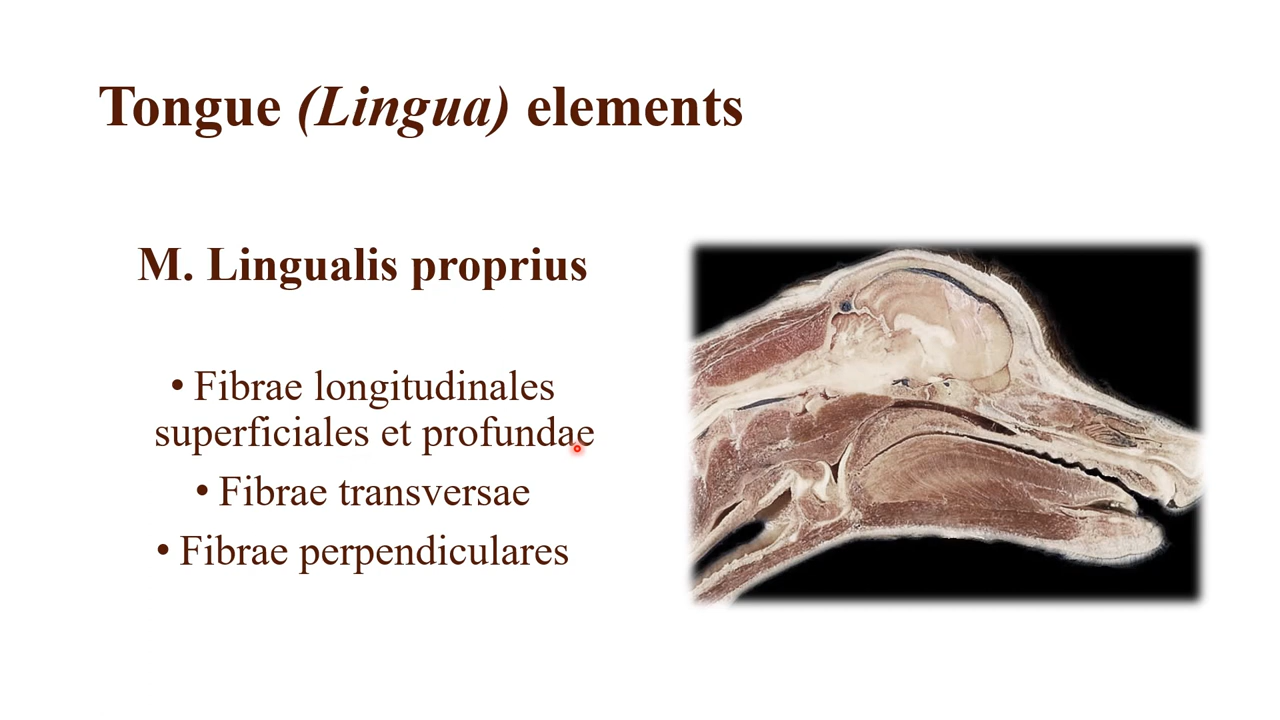 Tongue (Lingua) elements
M. Lingualis proprius
• Fibrae longitudinales
superficiales et profundae
• Fibrae transversae
• Fibrae perpendiculares